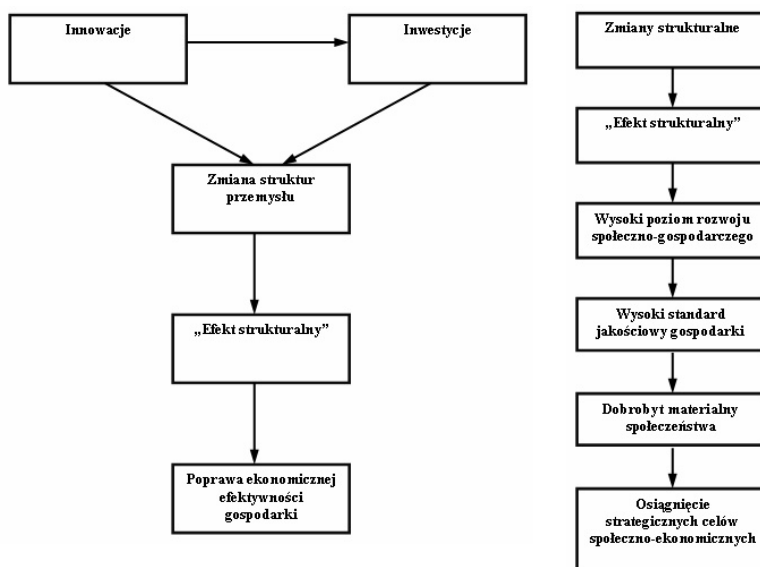 Innowacje
Inwestycje
Zmiana struktur
przemysłu
„Efekt strukturalny”
Poprawa ekonomicznej
efektywności
gospodarki
Zmiany strukturalne
„Efekt strukturalny”
Wysoki poziom rozwoju
społeczno-gospodarczego
Wysoki standard
jakościowy gospodarki
Dobrobyt materialny
społeczeństwa
Osiągnięcie
strategicznych celów
społeczno-ekonomicznych